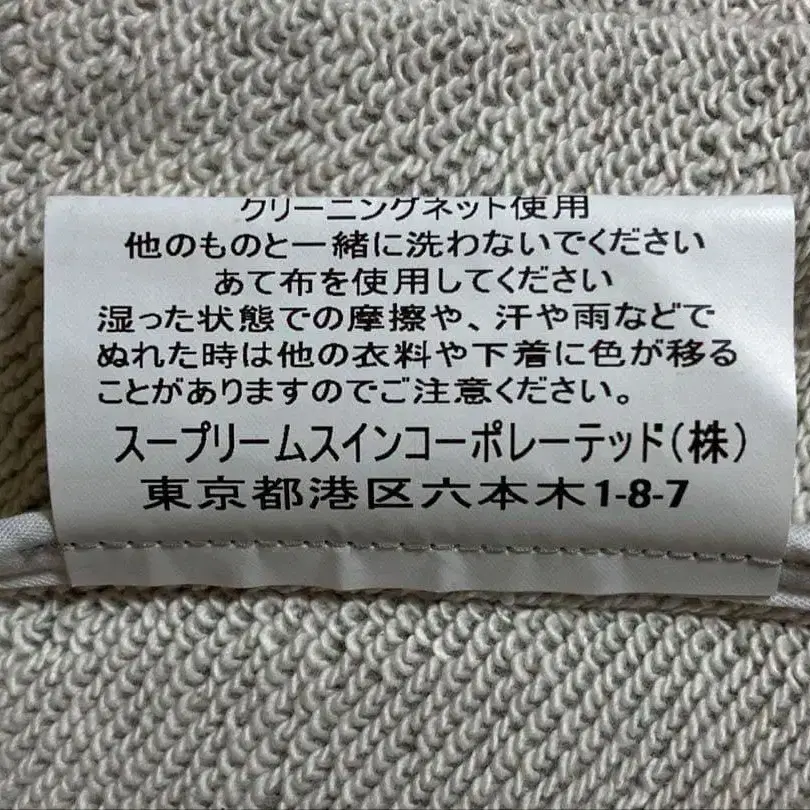 クリーニングネット使用
他のものと一緒に洗わないでください
あて布を使用してください
湿った状態での摩擦や、汗や雨などで
ぬれた時は他の衣料や下着に色が移る
ことがありますのでご注意ください。
スープリームスインコーポレーテッド(株)
東京都港区六本木1-8-7